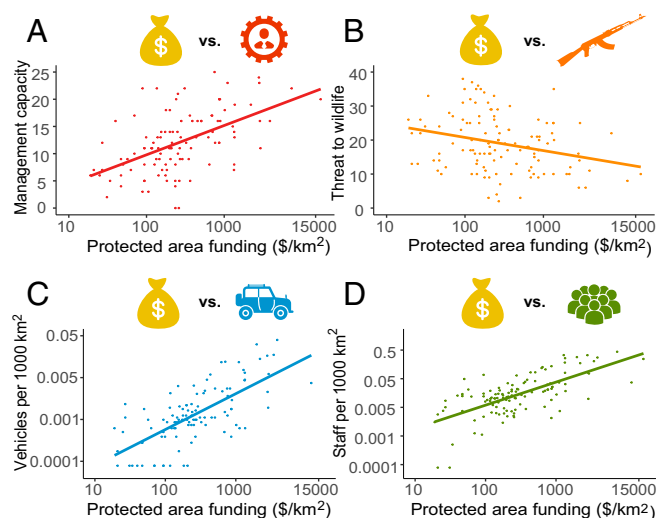 A
$ vs.
Management capacity
25
20
15
10
5
0
10 100 1000 15000
Protected area funding ($/km²)
B
$ vs.
Threat to wildlife
40
30
20
10
0
10 100 1000 15000
Protected area funding ($/km²)
C
$ vs.
Vehicles per 1000 km²
0.05
0.005
0.001
0.0001
10 100 1000 15000
Protected area funding ($/km²)
D
$ vs.
Staff per 1000 km²
0.5
0.05
0.005
0.001
0.0001
10 100 1000 15000
Protected area funding ($/km²)